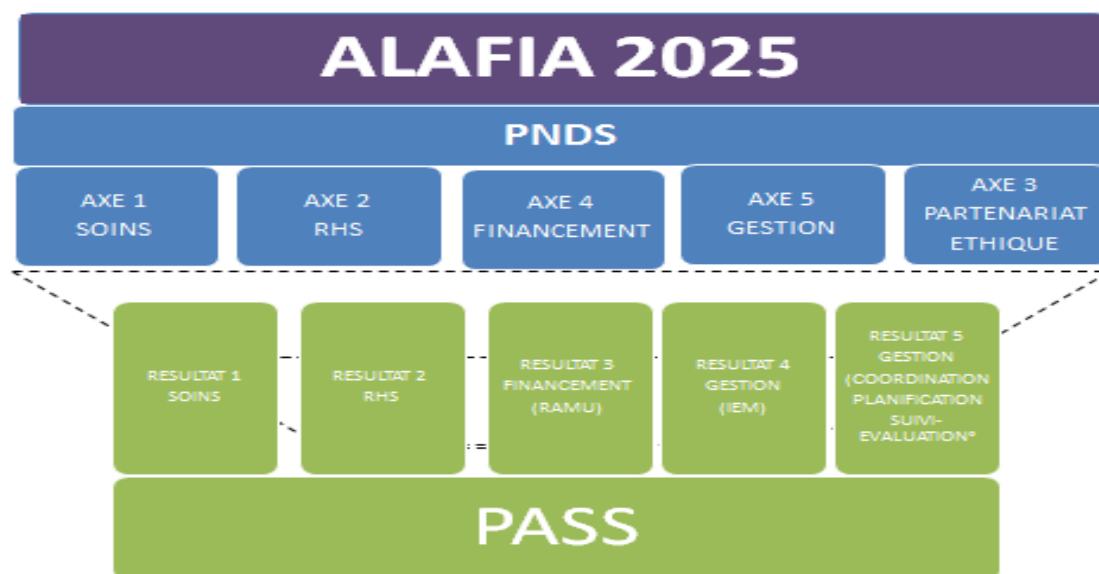 ALAFIA 2025
PNDS
AXE 1
SOINS
AXE 2
RHS
AXE 4
FINANCEMENT
AXE 5
GESTION
AXE 3
PARTENARIAT
ETHIQUE
RESULTAT 1
SOINS
RESULTAT 2
RHS
RESULTAT 3
FINANCEMENT
(RAMU)
RESULTAT 4
GESTION
(IEM)
RESULTAT 5
GESTION
(COORDINATION
PLANIFICATION
SUIVI-
EVALUATION°
PASS